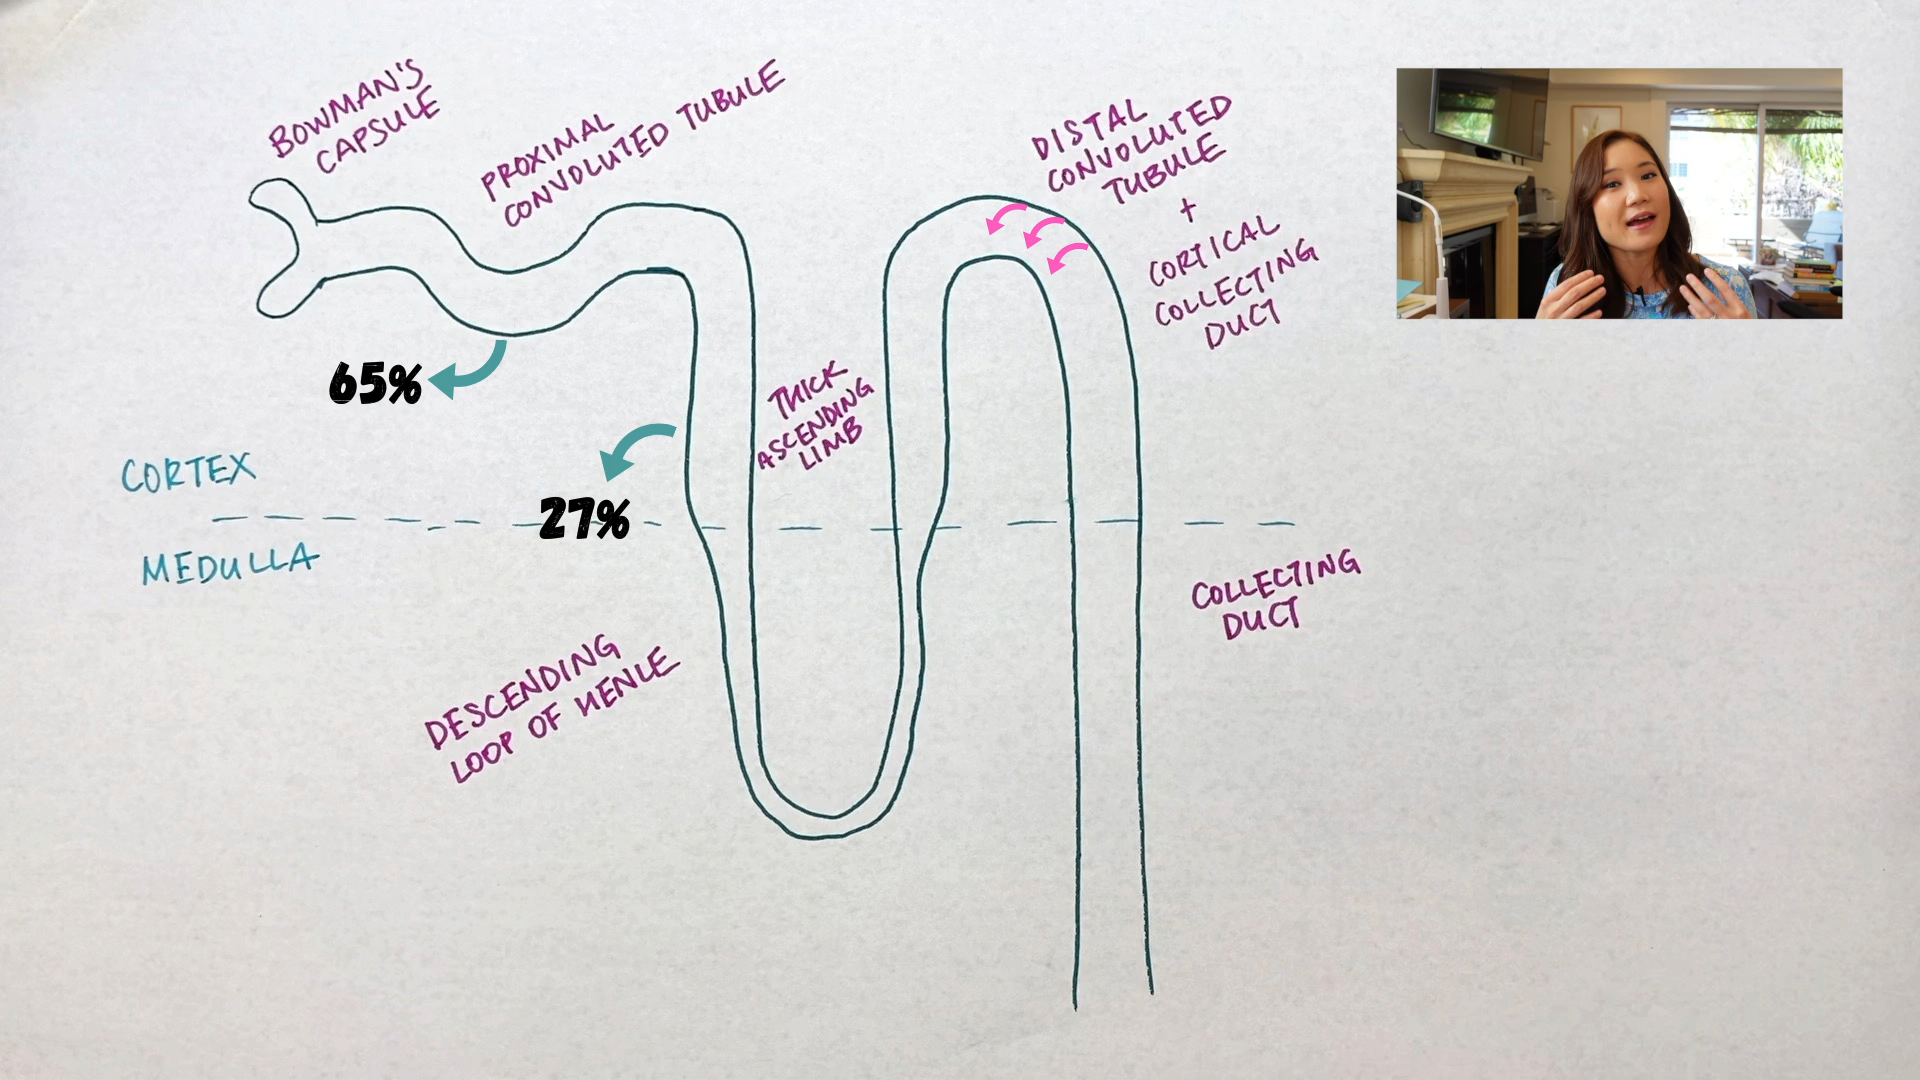 BOWMAN'S
CAPSULE
PROXIMAL
CONVOLUTED TUBULE
DISTAL
CONVOLUTED
TUBULE
+
CORTICAL
COLLECTING
DUCT
65%
THICK
ASCENDING
LIMB
27%
CORTEX
MEDULLA
COLLECTING
DUCT
DESCENDING
LOOP OF HENLE